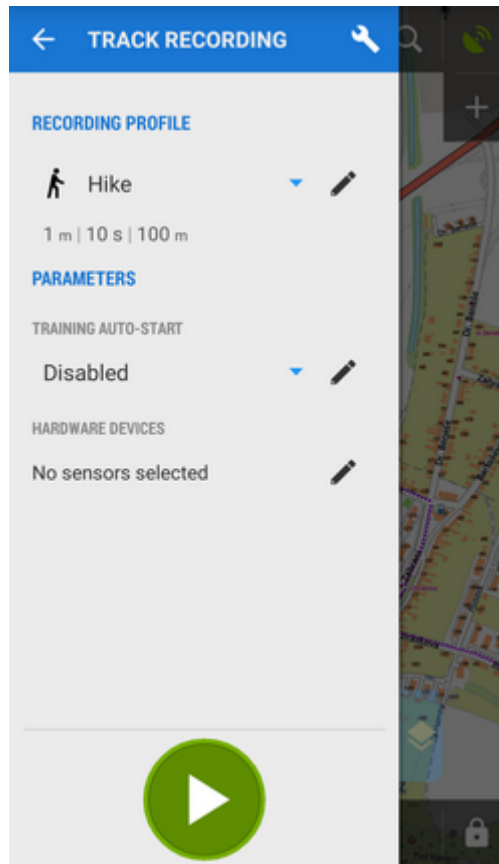 TRACK RECORDING
RECORDING PROFILE
Hike
1 m | 10 s | 100 m
PARAMETERS
TRAINING AUTO-START
Disabled
HARDWARE DEVICES
No sensors selected